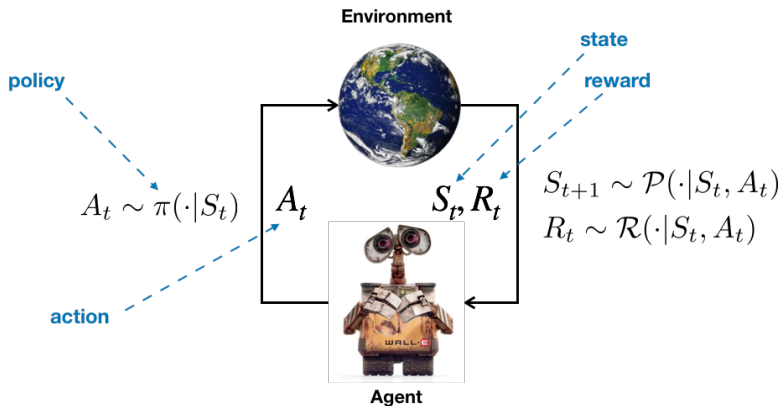 Environment
state
policy
reward
A_t ∼ π(·|S_t)
A_t
S_t, R_t
S_{t+1} ∼ 𝒫(·|S_t, A_t)
R_t ∼ ℛ(·|S_t, A_t)
action
WALL·E
Agent